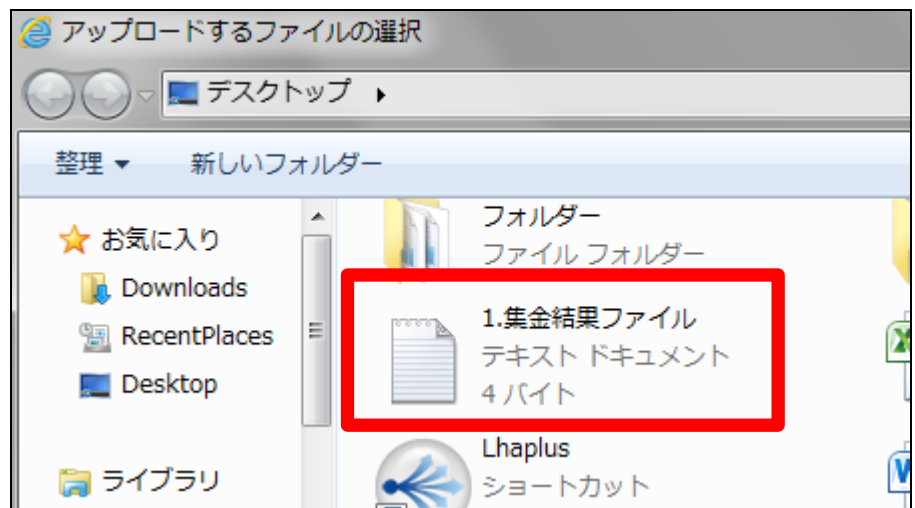 アップロードするファイルの選択
デスクトップ
整理
新しいフォルダー
お気に入り
Downloads
RecentPlaces
Desktop
ライブラリ
フォルダー
ファイル フォルダー
1.集金結果ファイル
テキスト ドキュメント
4 バイト
Lhaplus
ショートカット